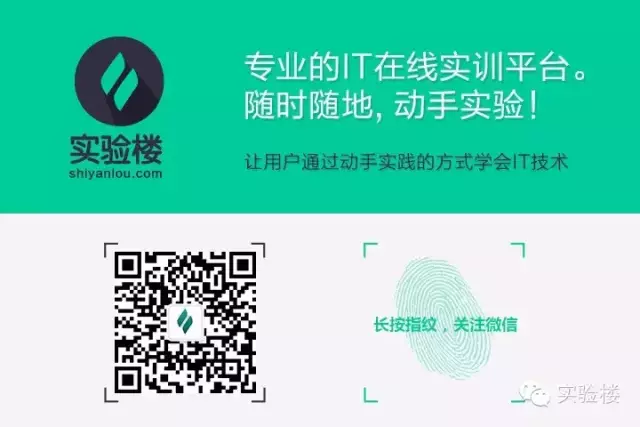 专业的IT在线实训平台。
随时随地, 动手实验!
实验楼
shiyanlou.com
让用户通过动手实践的方式学会IT技术
长按指纹，关注微信
实验楼